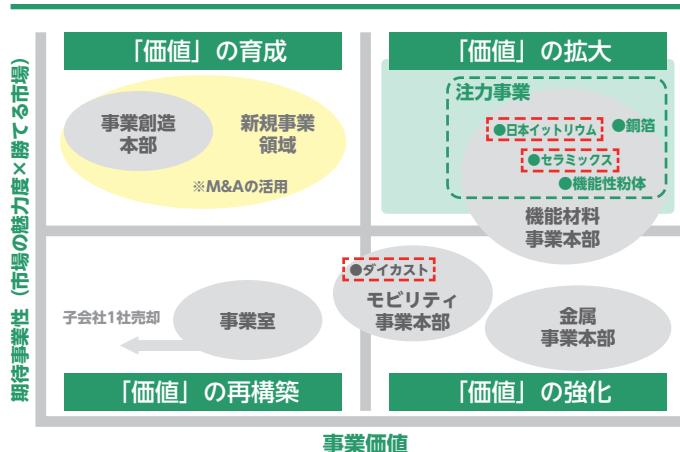 「価値」の育成
「価値」の拡大
期待事業性（市場の魅力度×勝てる市場）
事業創造
本部
新規事業
領域
※M&Aの活用
注力事業
●日本イットリウム
●銅箔
●セラミックス
●機能性粉体
機能材料
事業本部
●ダイカスト
モビリティ
事業本部
子会社1社売却
事業室
金属
事業本部
「価値」の再構築
「価値」の強化
事業価値